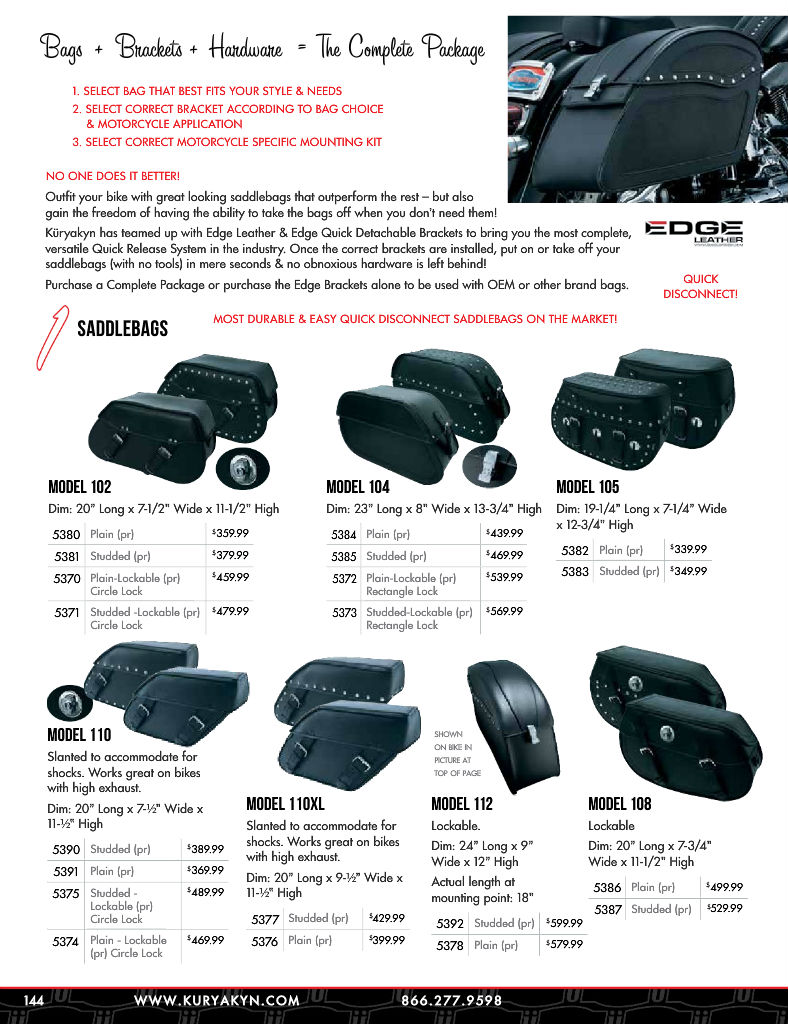 Bags + Brackets + Hardware = The Complete Package
1. SELECT BAG THAT BEST FITS YOUR STYLE & NEEDS
2. SELECT CORRECT BRACKET ACCORDING TO BAG CHOICE
& MOTORCYCLE APPLICATION
3. SELECT CORRECT MOTORCYCLE SPECIFIC MOUNTING KIT
NO ONE DOES IT BETTER!
Outfit your bike with great looking saddlebags that outperform the rest – but also
gain the freedom of having the ability to take the bags off when you don't need them!
Küryakyn has teamed up with Edge Leather & Edge Quick Detachable Brackets to bring you the most complete,
versatile Quick Release System in the industry. Once the correct brackets are installed, put on or take off your
saddlebags (with no tools) in mere seconds & no obnoxious hardware is left behind!
Purchase a Complete Package or purchase the Edge Brackets alone to be used with OEM or other brand bags.
EDGE
LEATHER
QUICK
DISCONNECT!
SADDLEBAGS
MOST DURABLE & EASY QUICK DISCONNECT SADDLEBAGS ON THE MARKET!
MODEL 102
Dim: 20" Long x 7-1/2" Wide x 11-1/2" High
5380 Plain (pr) $359.99
5381 Studded (pr) $379.99
5370 Plain-Lockable (pr) $459.99
Circle Lock
5371 Studded -Lockable (pr) $479.99
Circle Lock
MODEL 104
Dim: 23" Long x 8" Wide x 13-3/4" High
5384 Plain (pr) $439.99
5385 Studded (pr) $469.99
5372 Plain-Lockable (pr) $539.99
Rectangle Lock
5373 Studded-Lockable (pr) $569.99
Rectangle Lock
MODEL 105
Dim: 19-1/4" Long x 7-1/4" Wide
x 12-3/4" High
5382 Plain (pr) $339.99
5383 Studded (pr) $349.99
MODEL 110
Slanted to accommodate for
shocks. Works great on bikes
with high exhaust.
Dim: 20" Long x 7-½" Wide x
11-½" High
5390 Studded (pr) $389.99
5391 Plain (pr) $369.99
5375 Studded - $489.99
Lockable (pr)
Circle Lock
5374 Plain - Lockable $469.99
(pr) Circle Lock
MODEL 110XL
Slanted to accommodate for
shocks. Works great on bikes
with high exhaust.
Dim: 20" Long x 9-½" Wide x
11-½" High
5377 Studded (pr) $429.99
5376 Plain (pr) $399.99
SHOWN
ON BIKE IN
PICTURE AT
TOP OF PAGE
MODEL 112
Lockable.
Dim: 24" Long x 9"
Wide x 12" High
Actual length at
mounting point: 18"
5392 Studded (pr) $599.99
5378 Plain (pr) $579.99
MODEL 108
Lockable
Dim: 20" Long x 7-3/4"
Wide x 11-1/2" High
5386 Plain (pr) $499.99
5387 Studded (pr) $529.99
144 WWW.KURYAKYN.COM 866.277.9598